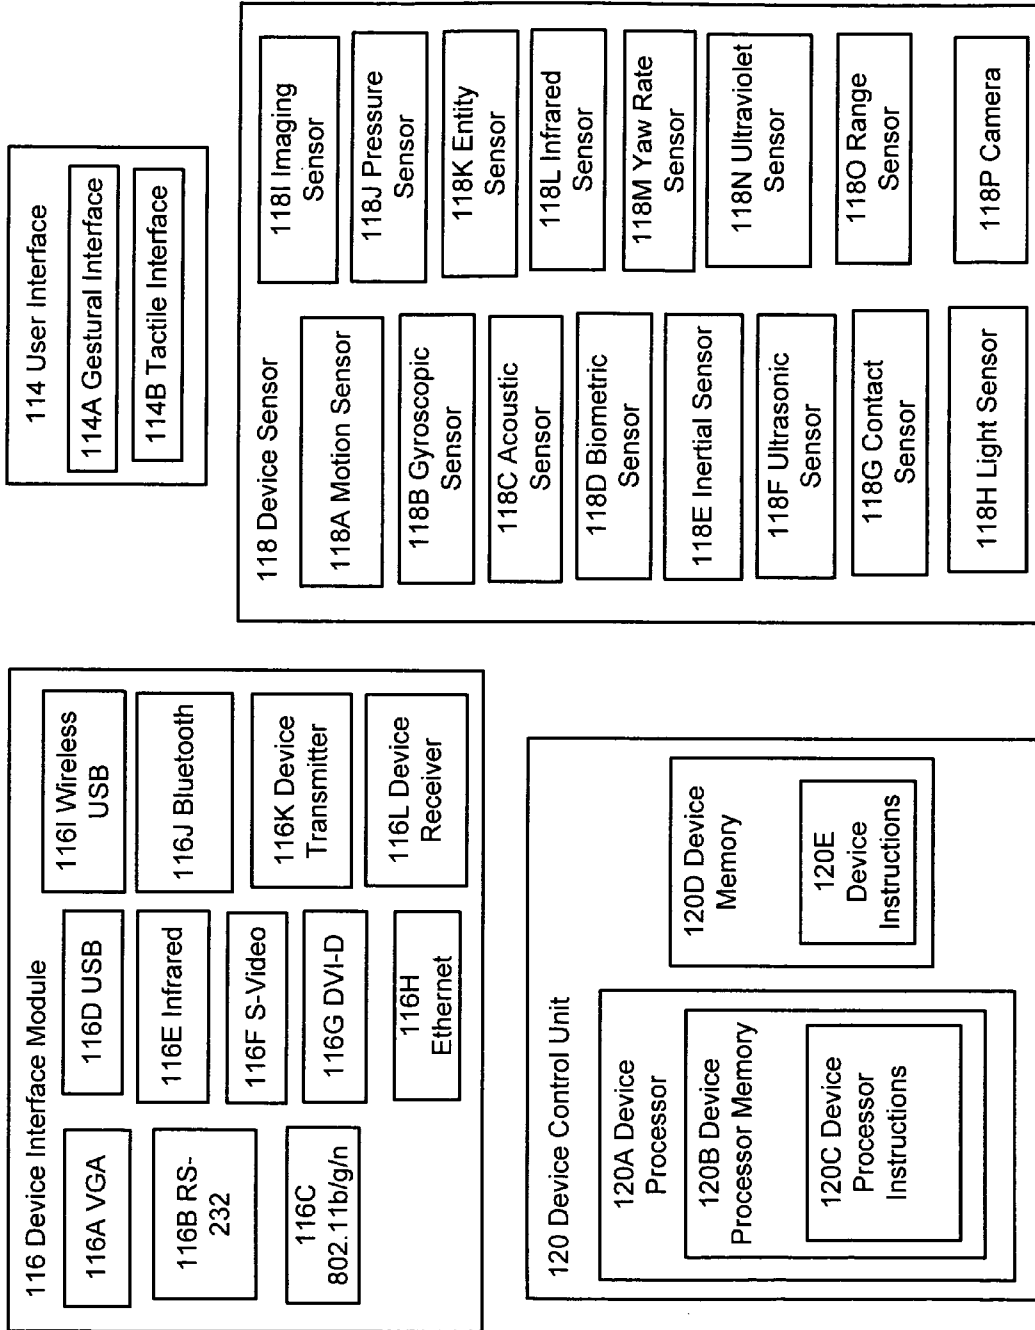 116 Device Interface Module
116A VGA
116B RS-
232
116C
802.11b/g/n
116D USB
116E Infrared
116F S-Video
116G DVI-D
116H
Ethernet
116I Wireless
USB
116J Bluetooth
116K Device
Transmitter
116L Device
Receiver
114 User Interface
114A Gestural Interface
114B Tactile Interface
120 Device Control Unit
120A Device
Processor
120B Device
Processor Memory
120C Device
Processor
Instructions
120D Device
Memory
120E
Device
Instructions
118 Device Sensor
118A Motion Sensor
118B Gyroscopic
Sensor
118C Acoustic
Sensor
118D Biometric
Sensor
118E Inertial Sensor
118F Ultrasonic
Sensor
118G Contact
Sensor
118H Light Sensor
118I Imaging
Sensor
118J Pressure
Sensor
118K Entity
Sensor
118L Infrared
Sensor
118M Yaw Rate
Sensor
118N Ultraviolet
Sensor
118O Range
Sensor
118P Camera